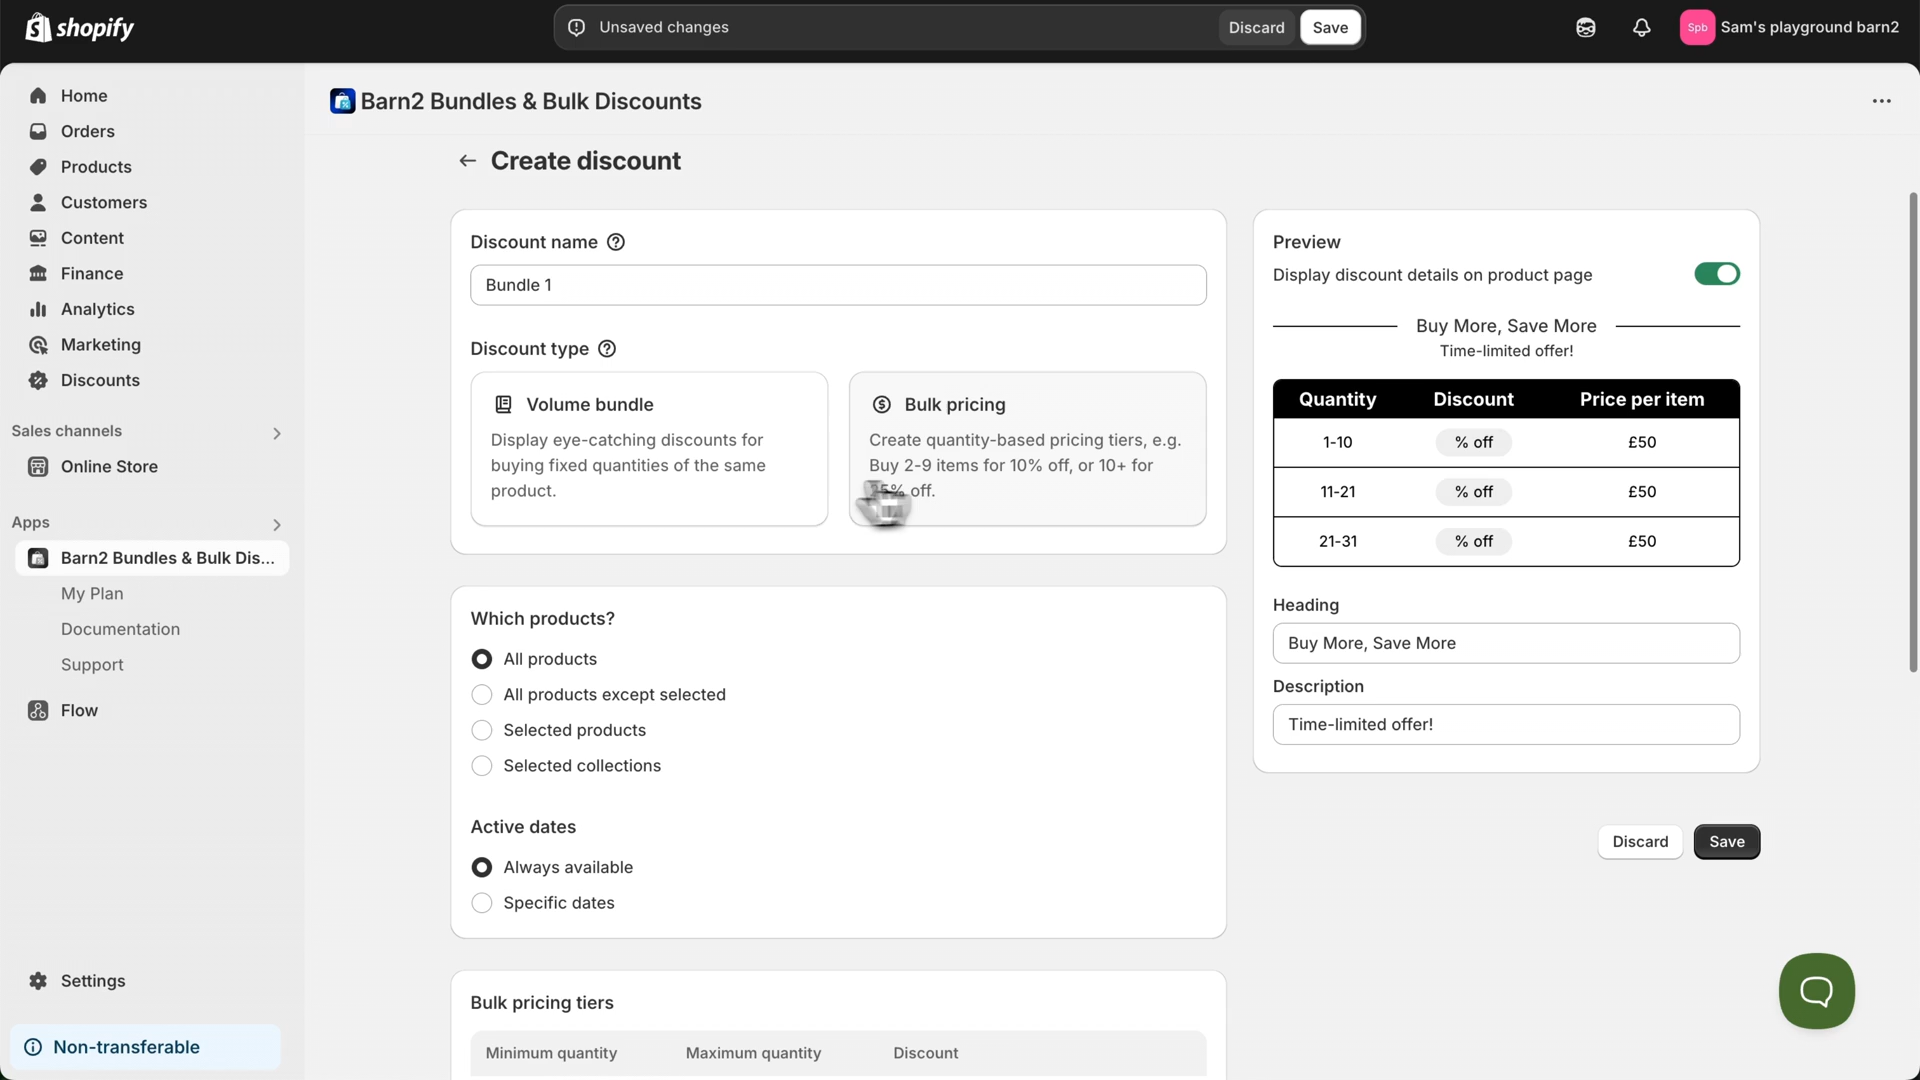 shopify
Unsaved changes
Discard
Save
Spb
Sam's playground barn2
Home
Orders
Products
Customers
Content
Finance
Analytics
Marketing
Discounts
Sales channels
Online Store
Apps
Barn2 Bundles & Bulk Dis...
My Plan
Documentation
Support
Flow
Settings
Non-transferable
Barn2 Bundles & Bulk Discounts
Create discount
Discount name
Bundle 1
Discount type
Volume bundle
Display eye-catching discounts for
buying fixed quantities of the same
product.
Bulk pricing
Create quantity-based pricing tiers, e.g.
Buy 2-9 items for 10% off, or 10+ for
off.
Which products?
All products
All products except selected
Selected products
Selected collections
Active dates
Always available
Specific dates
Bulk pricing tiers
Minimum quantity Maximum quantity Discount
Preview
Display discount details on product page
Buy More, Save More
Time-limited offer!
Quantity Discount Price per item
1-10 % off £50
11-21 % off £50
21-31 % off £50
Heading
Buy More, Save More
Description
Time-limited offer!
Discard
Save